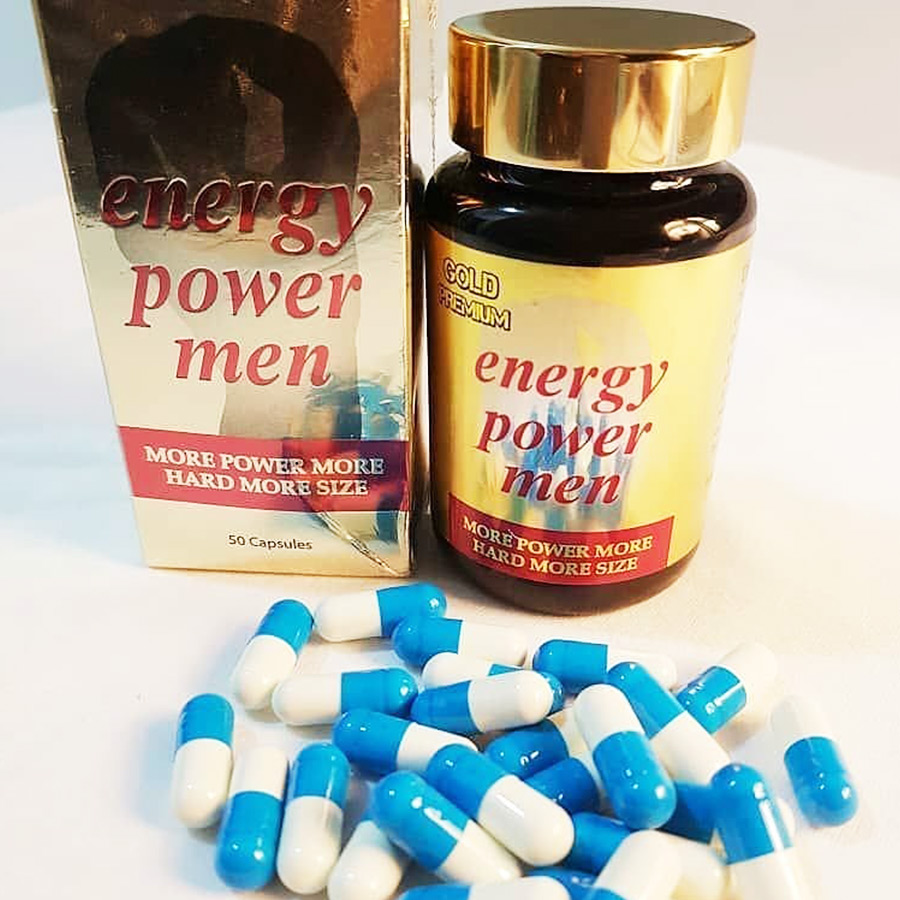 energy
power
men
MORE POWER MORE
HARD MORE SIZE
50 Capsules
GOLD
PREMIUM
energy
power
men
MORE POWER MORE
HARD MORE SIZE